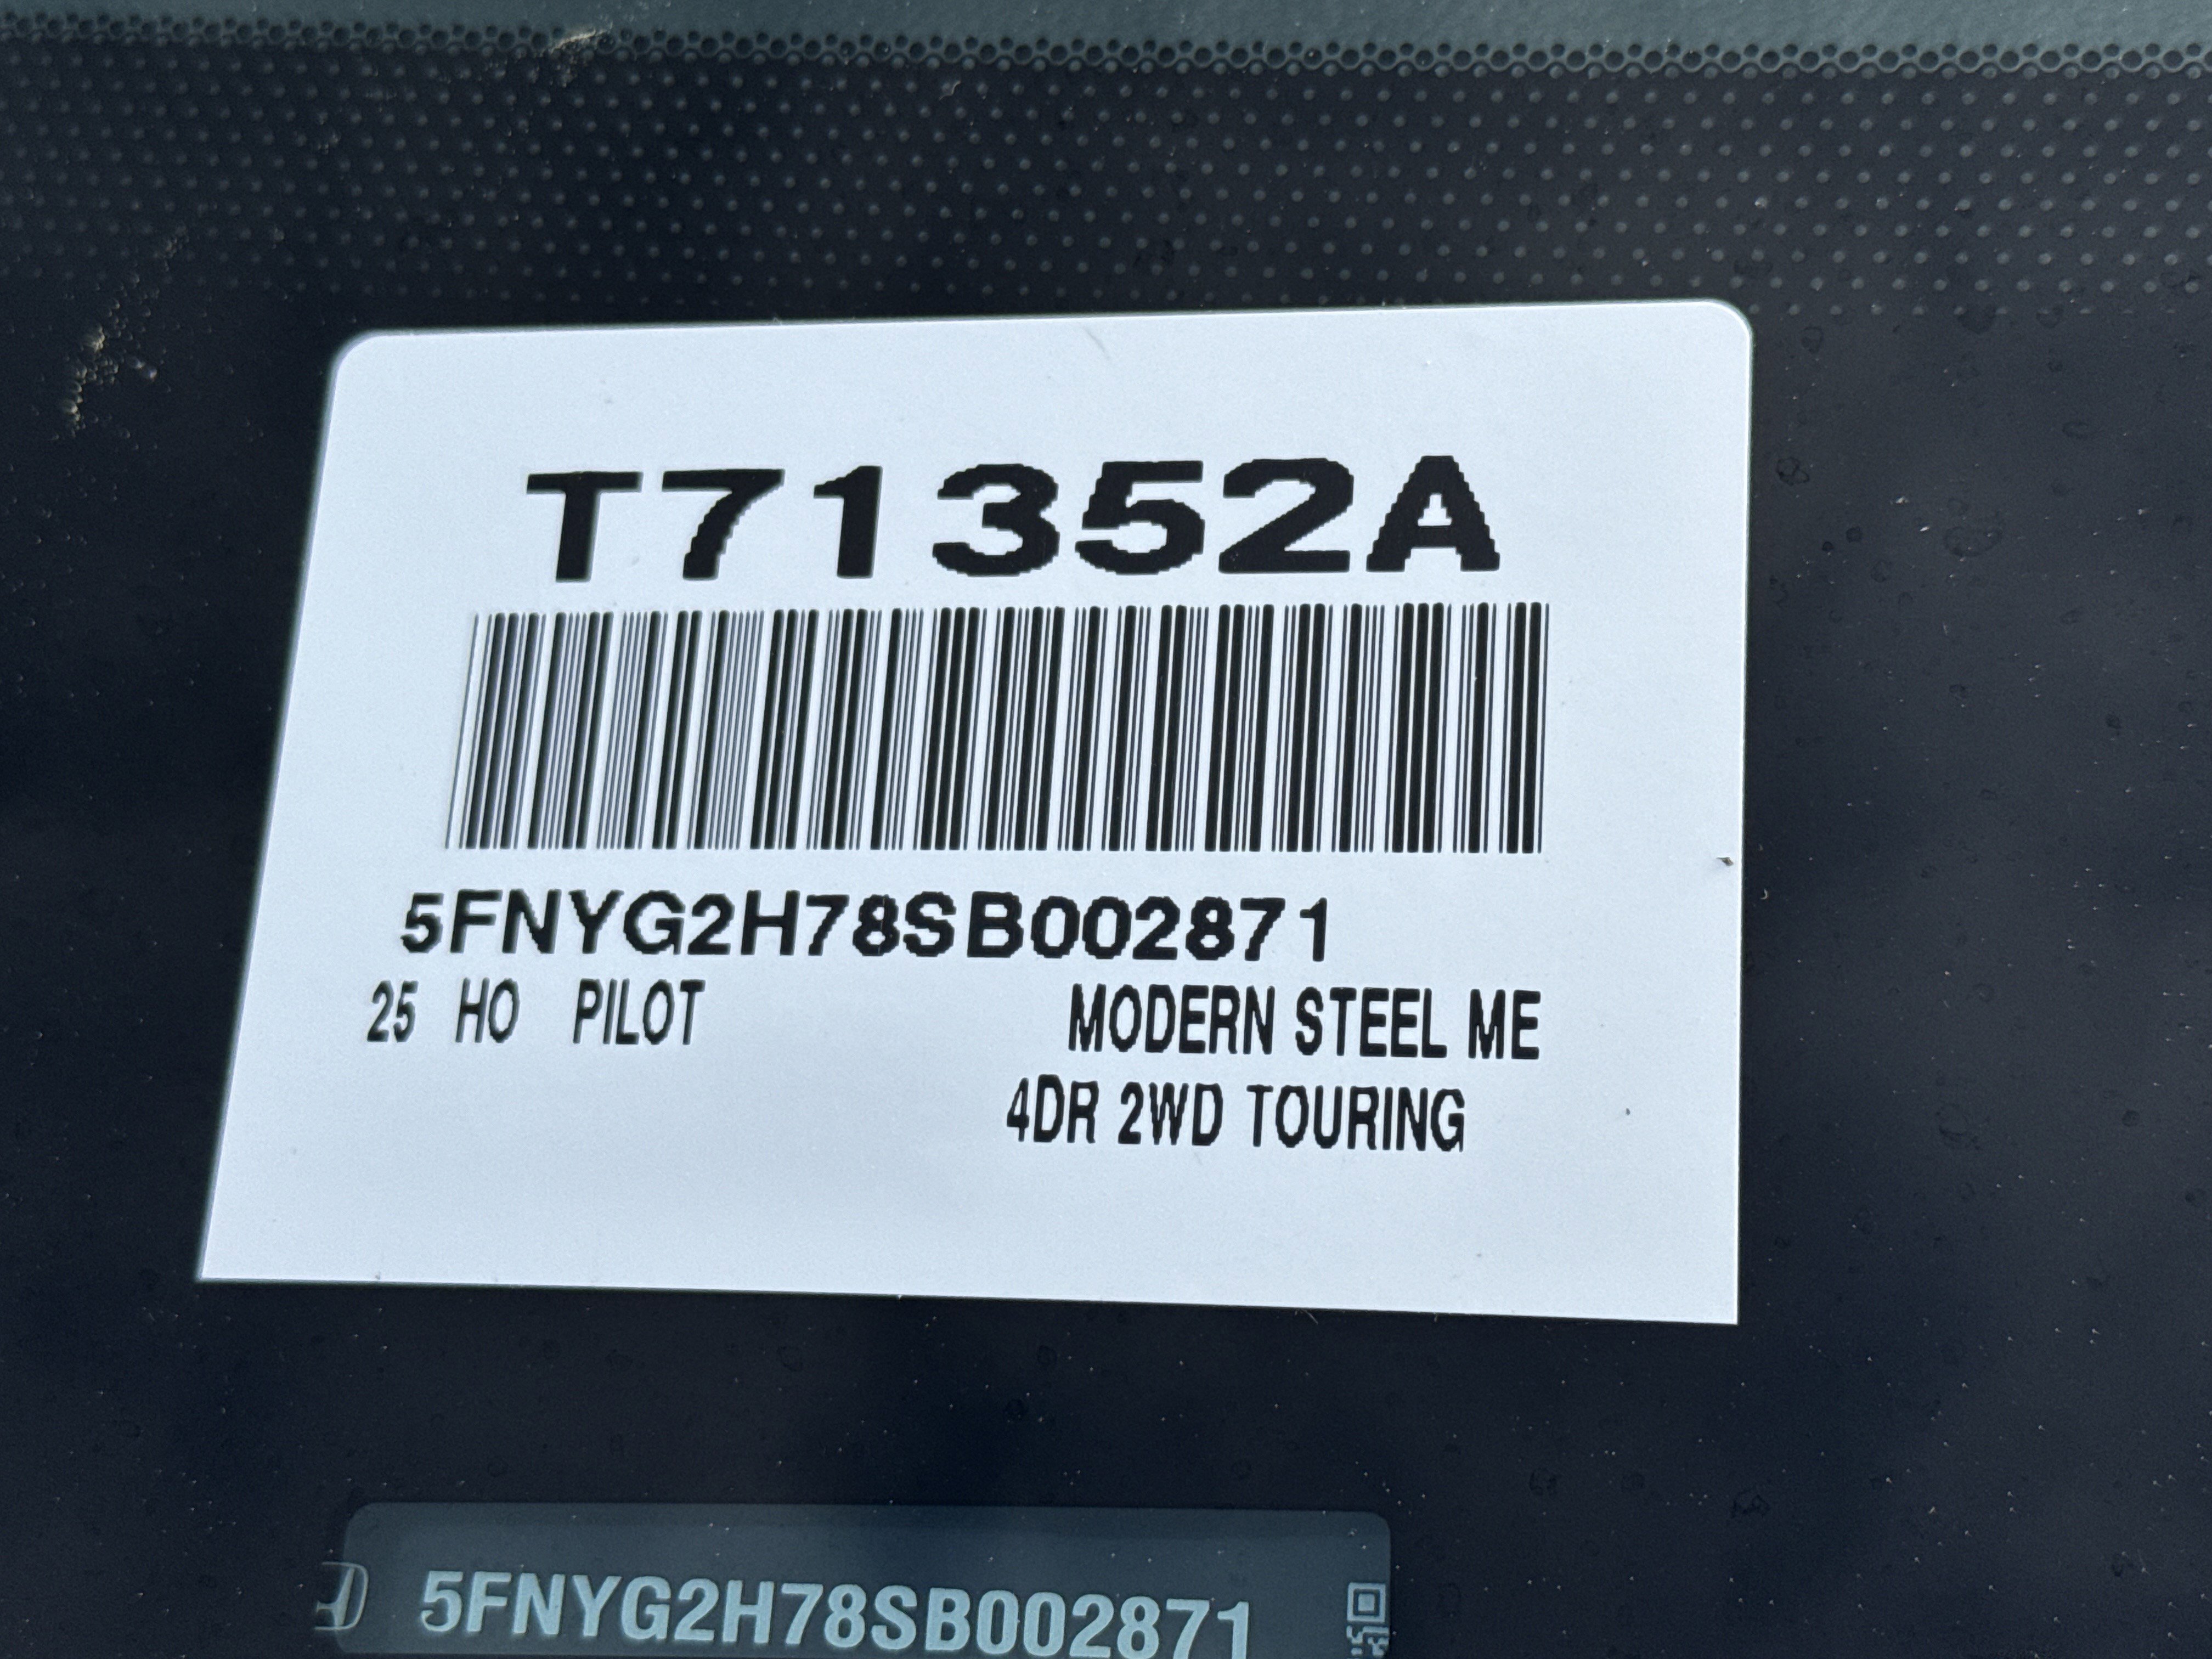 T71352A
5FNYG2H78SB002871
25 HO PILOT MODERN STEEL ME
4DR 2WD TOURING
5FNYG2H78SB002871